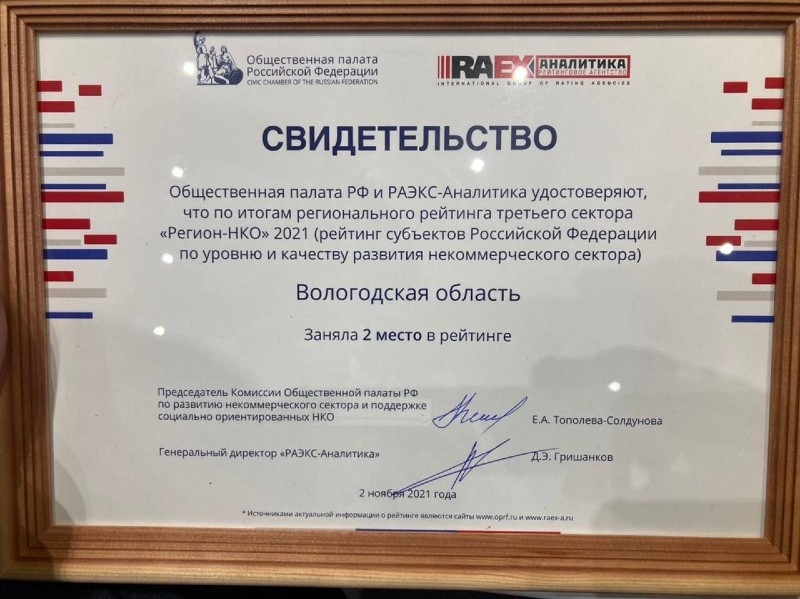 Общественная палата
Российской Федерации
CIVIC CHAMBER OF THE RUSSIAN FEDERATION
RAEX АНАЛИТИКА
РЕЙТИНГОВОЕ АГЕНТСТВО
INTERNATIONAL GROUP OF RATING AGENCIES
СВИДЕТЕЛЬСТВО
Общественная палата РФ и РАЭКС-Аналитика удостоверяют,
что по итогам регионального рейтинга третьего сектора
«Регион-НКО» 2021 (рейтинг субъектов Российской Федерации
по уровню и качеству развития некоммерческого сектора)
Вологодская область
Заняла 2 место в рейтинге
Председатель Комиссии Общественной палаты РФ
по развитию некоммерческого сектора и поддержке
социально ориентированных НКО
Е.А. Тополева-Солдунова
Генеральный директор «РАЭКС-Аналитика»
Д.Э. Гришанков
2 ноября 2021 года
* Источниками актуальной информации о рейтинге являются сайты www.oprf.ru и www.raex-a.ru